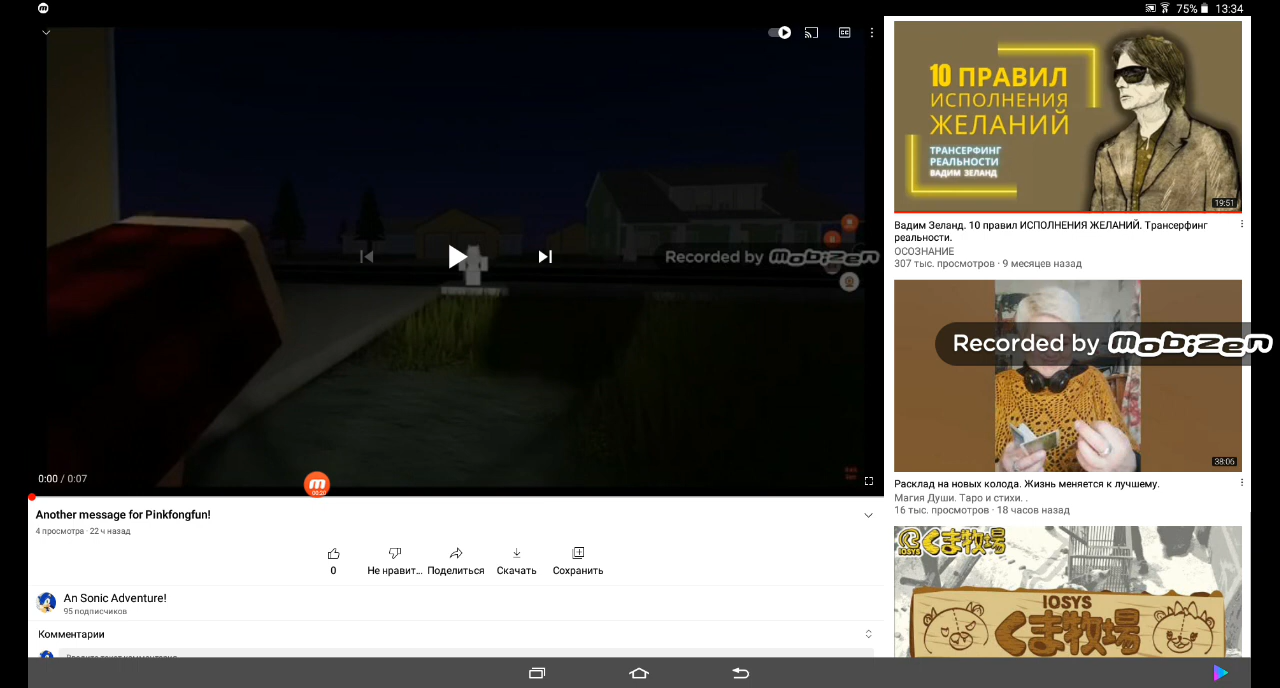 75% 13:34
Recorded by mobizen
0:00 / 0:07
00:20
Another message for Pinkfongfun!
4 просмотра · 22 ч назад
0
Не нравит...
Поделиться
Скачать
Сохранить
An Sonic Adventure!
95 подписчиков
Комментарии
10 ПРАВИЛ
ИСПОЛНЕНИЯ
ЖЕЛАНИЙ
ТРАНСЕРФИНГ
РЕАЛЬНОСТИ
ВАДИМ ЗЕЛАНД
19:51
Вадим Зеланд. 10 правил ИСПОЛНЕНИЯ ЖЕЛАНИЙ. Трансерфинг
реальности.
ОСОЗНАНИЕ
307 тыс. просмотров · 9 месяцев назад
Recorded by mobizen
38:06
Расклад на новых колода. Жизнь меняется к лучшему.
Магия Души. Таро и стихи. .
16 тыс. просмотров · 18 часов назад
IOSYS
くま牧場
IOSYS
くま牧場